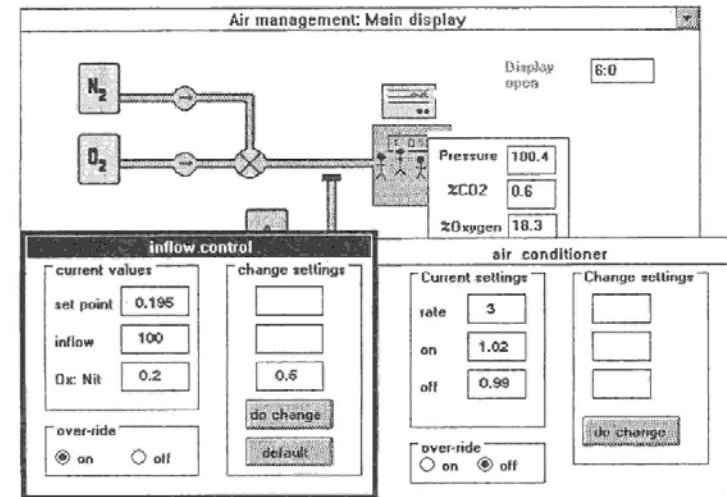 Air management: Main display
Display open
6:0
N2
O2
Pressure 100.4
%CO2 0.6
%Oxygen 18.3
inflow control
current values
set point 0.195
inflow 100
Ox: Nit 0.2
over-ride
on off
change settings
0.5
do change
default
air conditioner
Current settings
rate 3
on 1.02
off 0.99
over-ride
on off
Change settings
do change